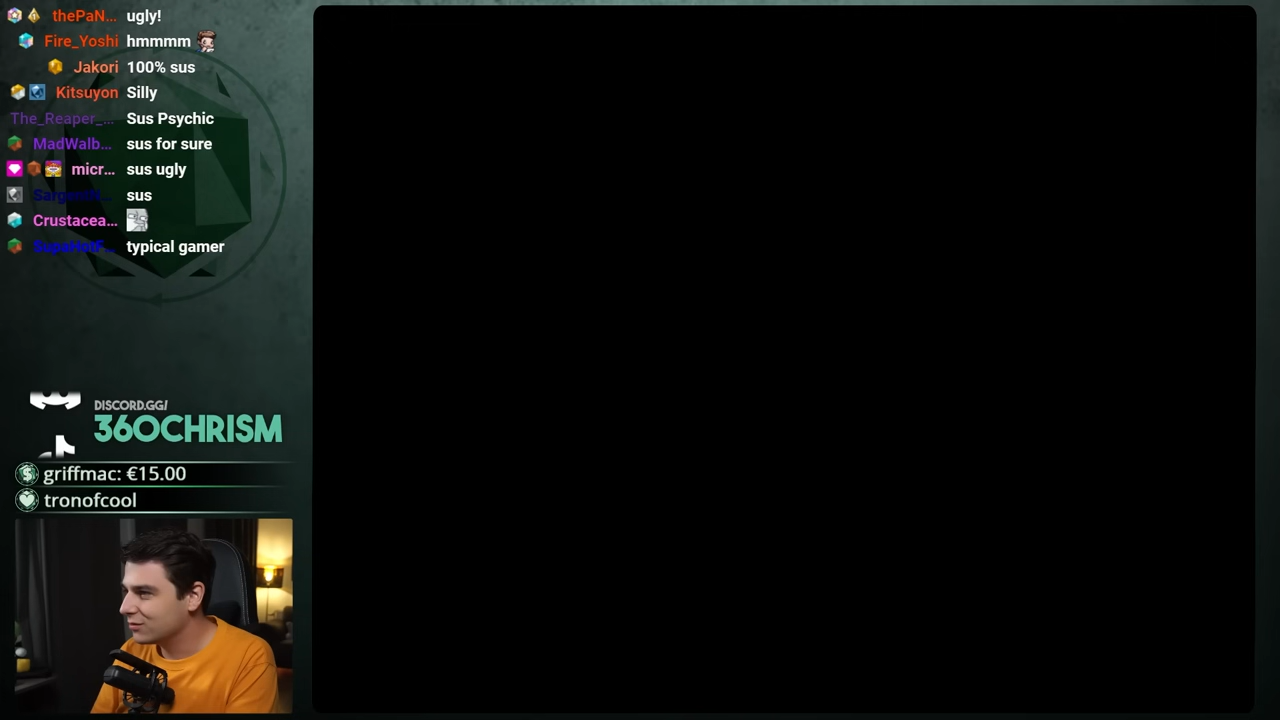 thePaN... ugly!
Fire_Yoshi hmmmm
Jakori 100% sus
Kitsuyon Silly
The_Reaper_... Sus Psychic
MadWalb... sus for sure
micr... sus ugly
sus
Crustacea...
SupaHotF... typical gamer
DISCORD.GG/
360CHRISM
griffmac: €15.00
tronofcool